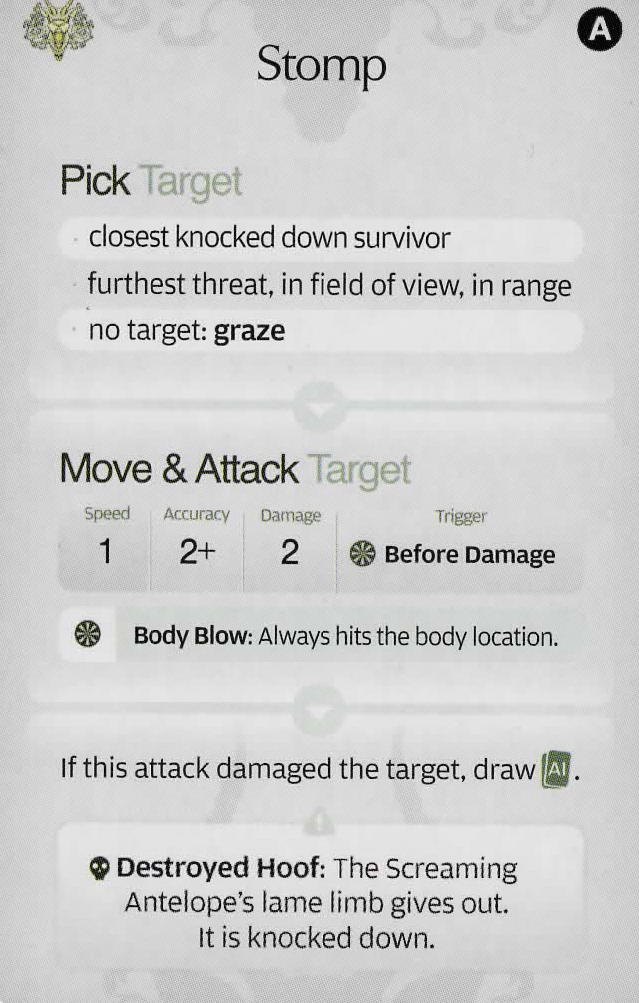 A
Stomp
Pick Target
closest knocked down survivor
furthest threat, in field of view, in range
no target: graze
Move & Attack Target
Speed Accuracy Damage Trigger
1 2+ 2 Before Damage
Body Blow: Always hits the body location.
If this attack damaged the target, draw AI.
Destroyed Hoof: The Screaming
Antelope's lame limb gives out.
It is knocked down.